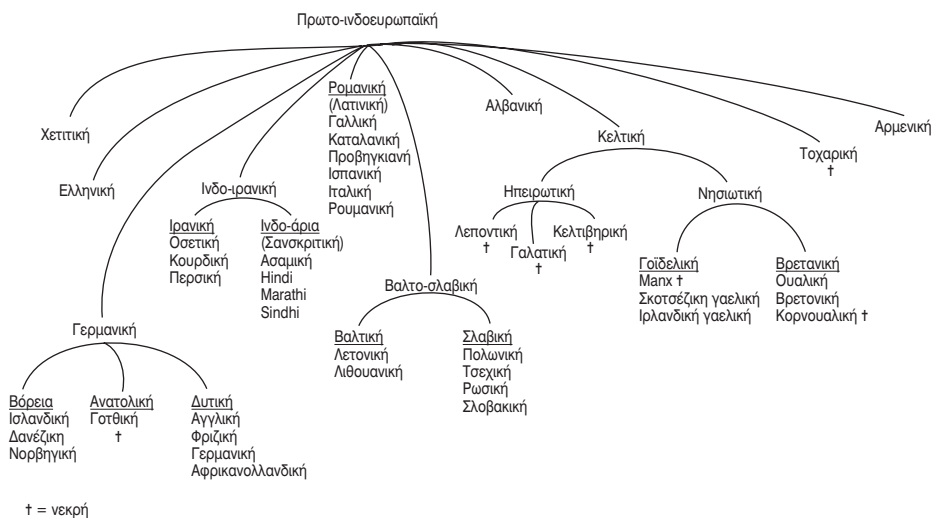 Πρωτο-ινδοευρωπαϊκή
Χετιτική
Ελληνική
Γερμανική
Βόρεια
Ισλανδική
Δανέζικη
Νορβηγική
Ανατολική
Γοτθική
†
Δυτική
Αγγλική
Φριζική
Γερμανική
Αφρικανολλανδική
Ινδο-ιρανική
Ιρανική
Οσετική
Κουρδική
Περσική
Ινδο-άρια
(Σανσκριτική)
Ασαμική
Hindi
Marathi
Sindhi
Ρομανική
(Λατινική)
Γαλλική
Καταλανική
Προβηγκιανή
Ισπανική
Ιταλική
Ρουμανική
Βαλτο-σλαβική
Βαλτική
Λετονική
Λιθουανική
Σλαβική
Πολωνική
Τσεχική
Ρωσική
Σλοβακική
Αλβανική
Κελτική
Ηπειρωτική
Λεποντική
†
Γαλατική
†
Κελτιβηρική
†
Νησιωτική
Γοϊδελική
Manx †
Σκοτσέζικη γαελική
Ιρλανδική γαελική
Βρετανική
Ουαλική
Βρετονική
Κορνουαλική †
Τοχαρική
†
Αρμενική
† = νεκρή